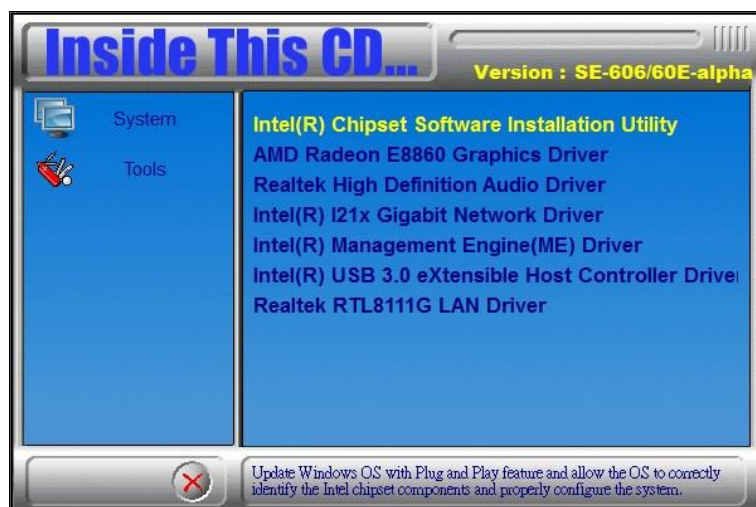 Inside This CD...
Version : SE-606/60E-alpha
System
Tools
Intel(R) Chipset Software Installation Utility
AMD Radeon E8860 Graphics Driver
Realtek High Definition Audio Driver
Intel(R) I21x Gigabit Network Driver
Intel(R) Management Engine(ME) Driver
Intel(R) USB 3.0 eXtensible Host Controller Driver
Realtek RTL8111G LAN Driver
Update Windows OS with Plug and Play feature and allow the OS to correctly
identify the Intel chipset components and properly configure the system.